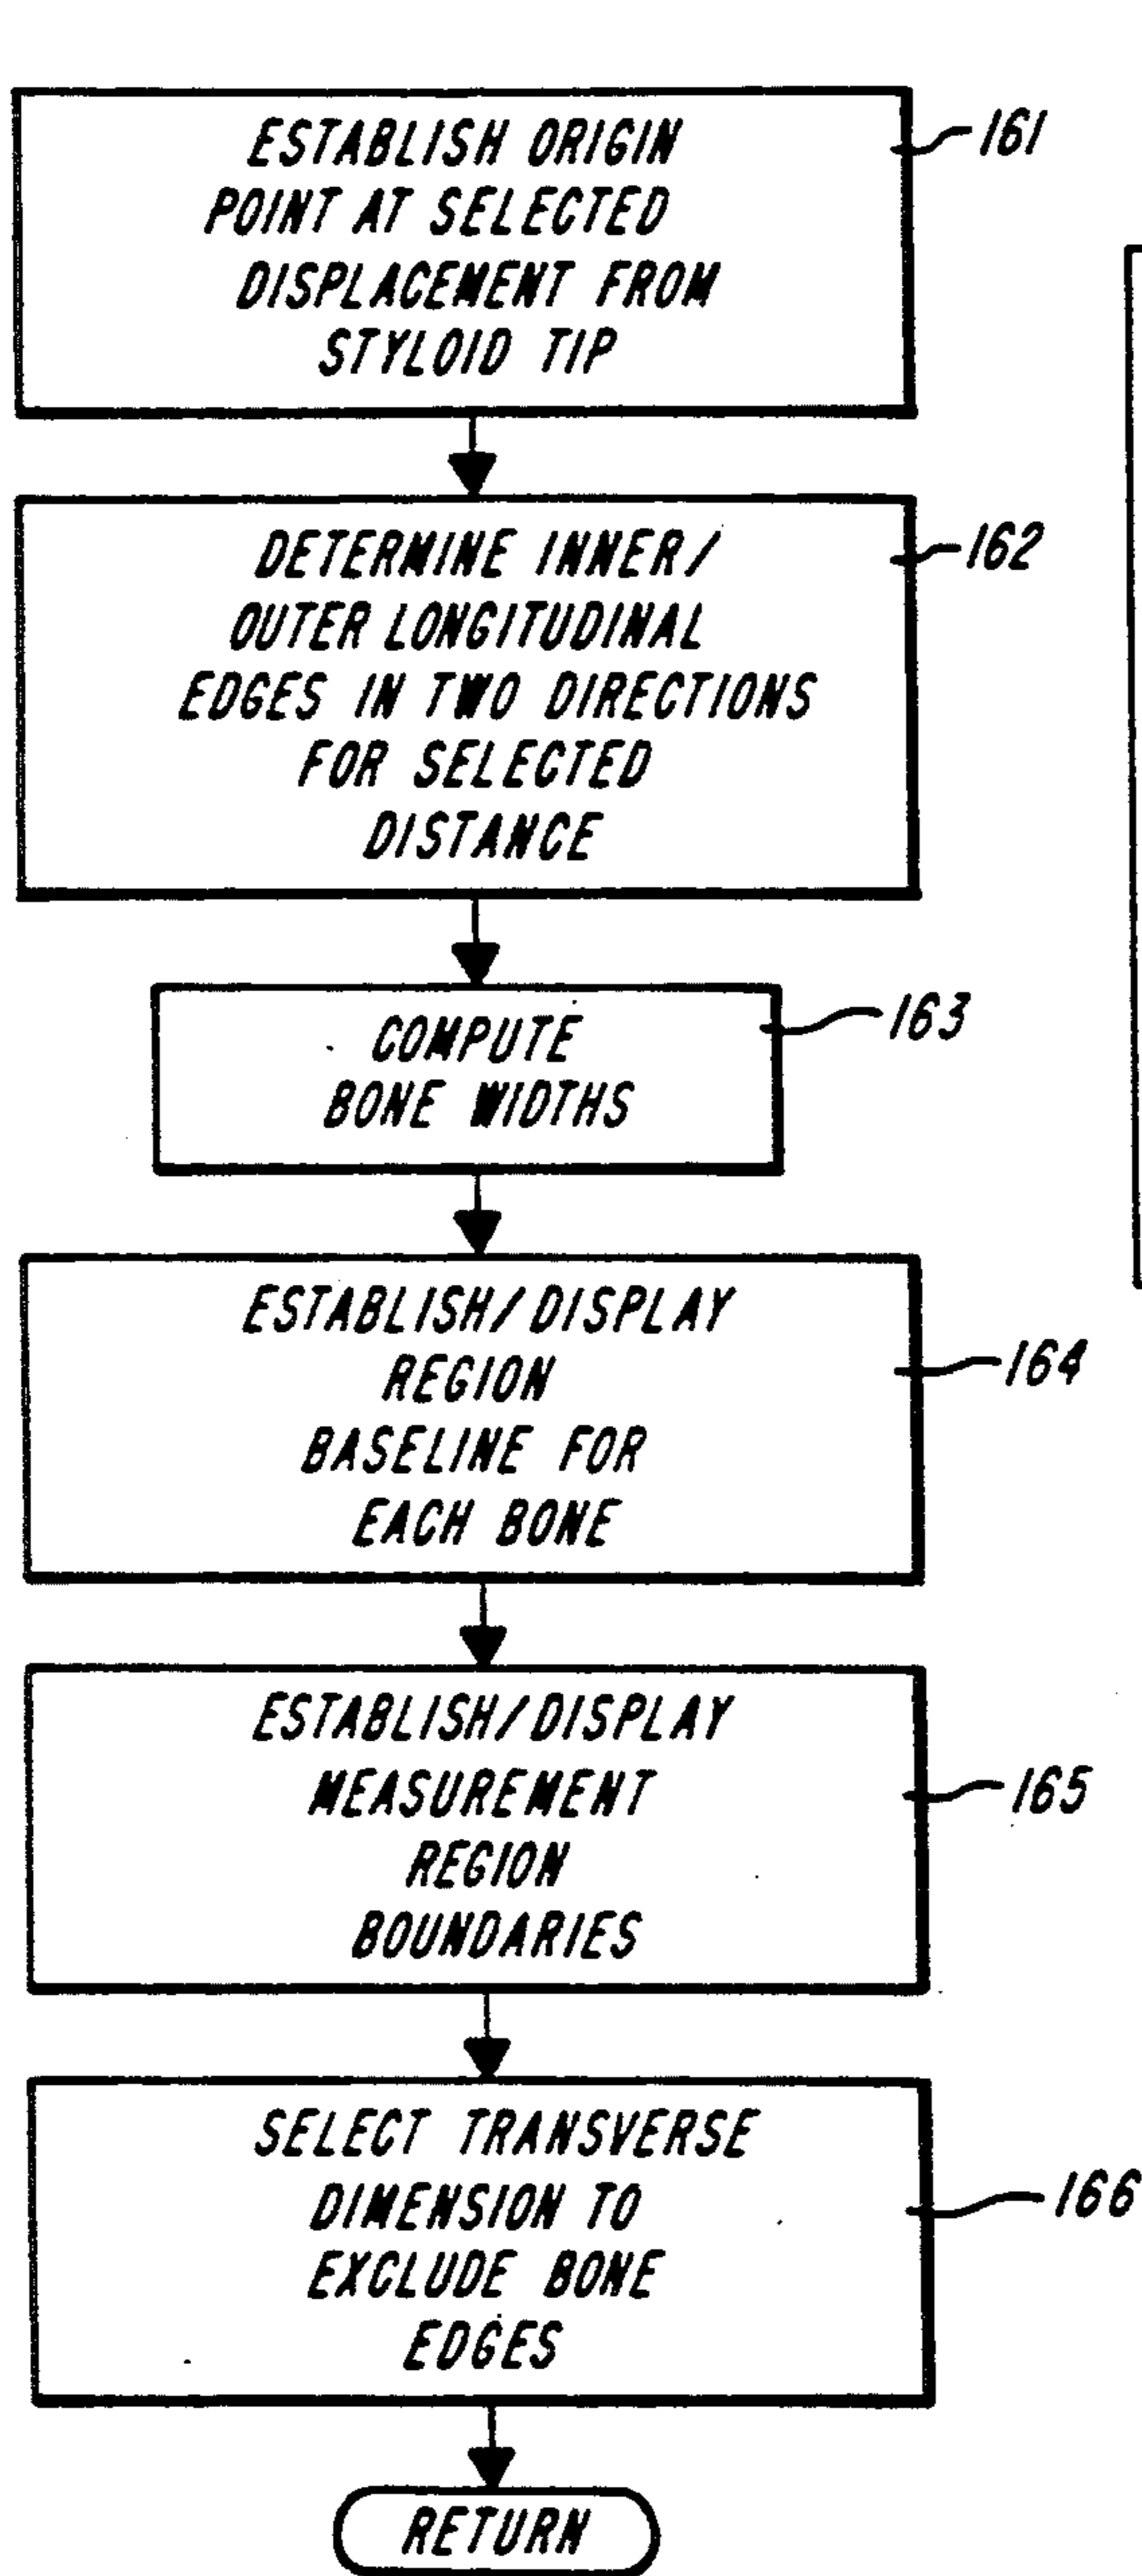 ESTABLISH ORIGIN
POINT AT SELECTED
DISPLACEMENT FROM
STYLOID TIP
161
DETERMINE INNER/
OUTER LONGITUDINAL
EDGES IN TWO DIRECTIONS
FOR SELECTED
DISTANCE
162
COMPUTE
BONE WIDTHS
163
ESTABLISH/DISPLAY
REGION
BASELINE FOR
EACH BONE
164
ESTABLISH/DISPLAY
MEASUREMENT
REGION
BOUNDARIES
165
SELECT TRANSVERSE
DIMENSION TO
EXCLUDE BONE
EDGES
166
RETURN